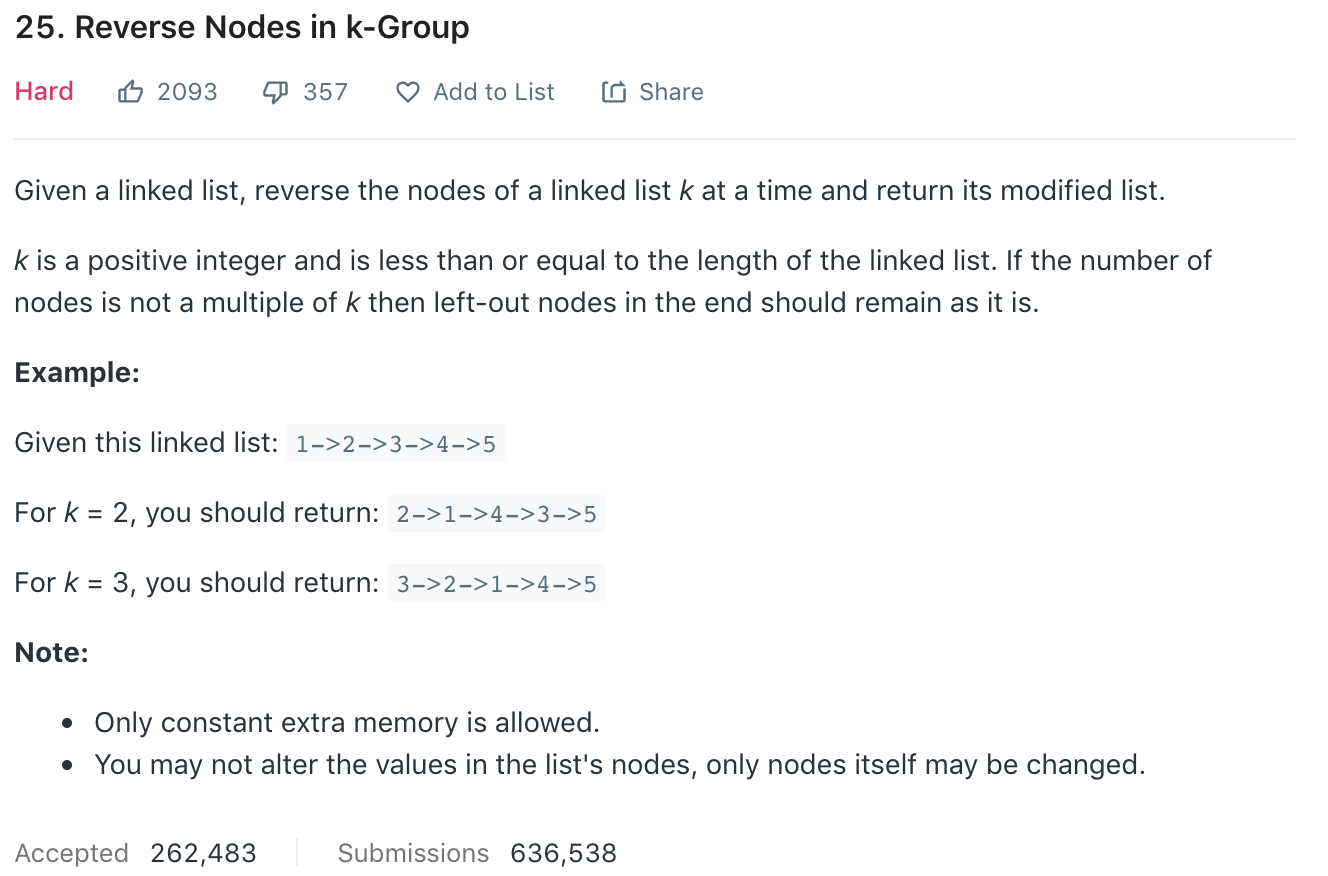 25. Reverse Nodes in k-Group
Hard 2093 357 Add to List Share
Given a linked list, reverse the nodes of a linked list k at a time and return its modified list.
k is a positive integer and is less than or equal to the length of the linked list. If the number of
nodes is not a multiple of k then left-out nodes in the end should remain as it is.
Example:
Given this linked list: 1->2->3->4->5
For k = 2, you should return: 2->1->4->3->5
For k = 3, you should return: 3->2->1->4->5
Note:
• Only constant extra memory is allowed.
• You may not alter the values in the list's nodes, only nodes itself may be changed.
Accepted 262,483 Submissions 636,538